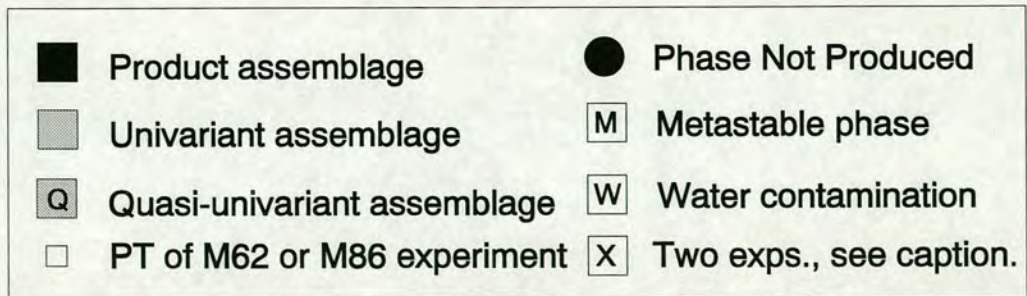 Product assemblage
Univariant assemblage
Q Quasi-univariant assemblage
PT of M62 or M86 experiment
Phase Not Produced
M Metastable phase
W Water contamination
X Two exps., see caption.